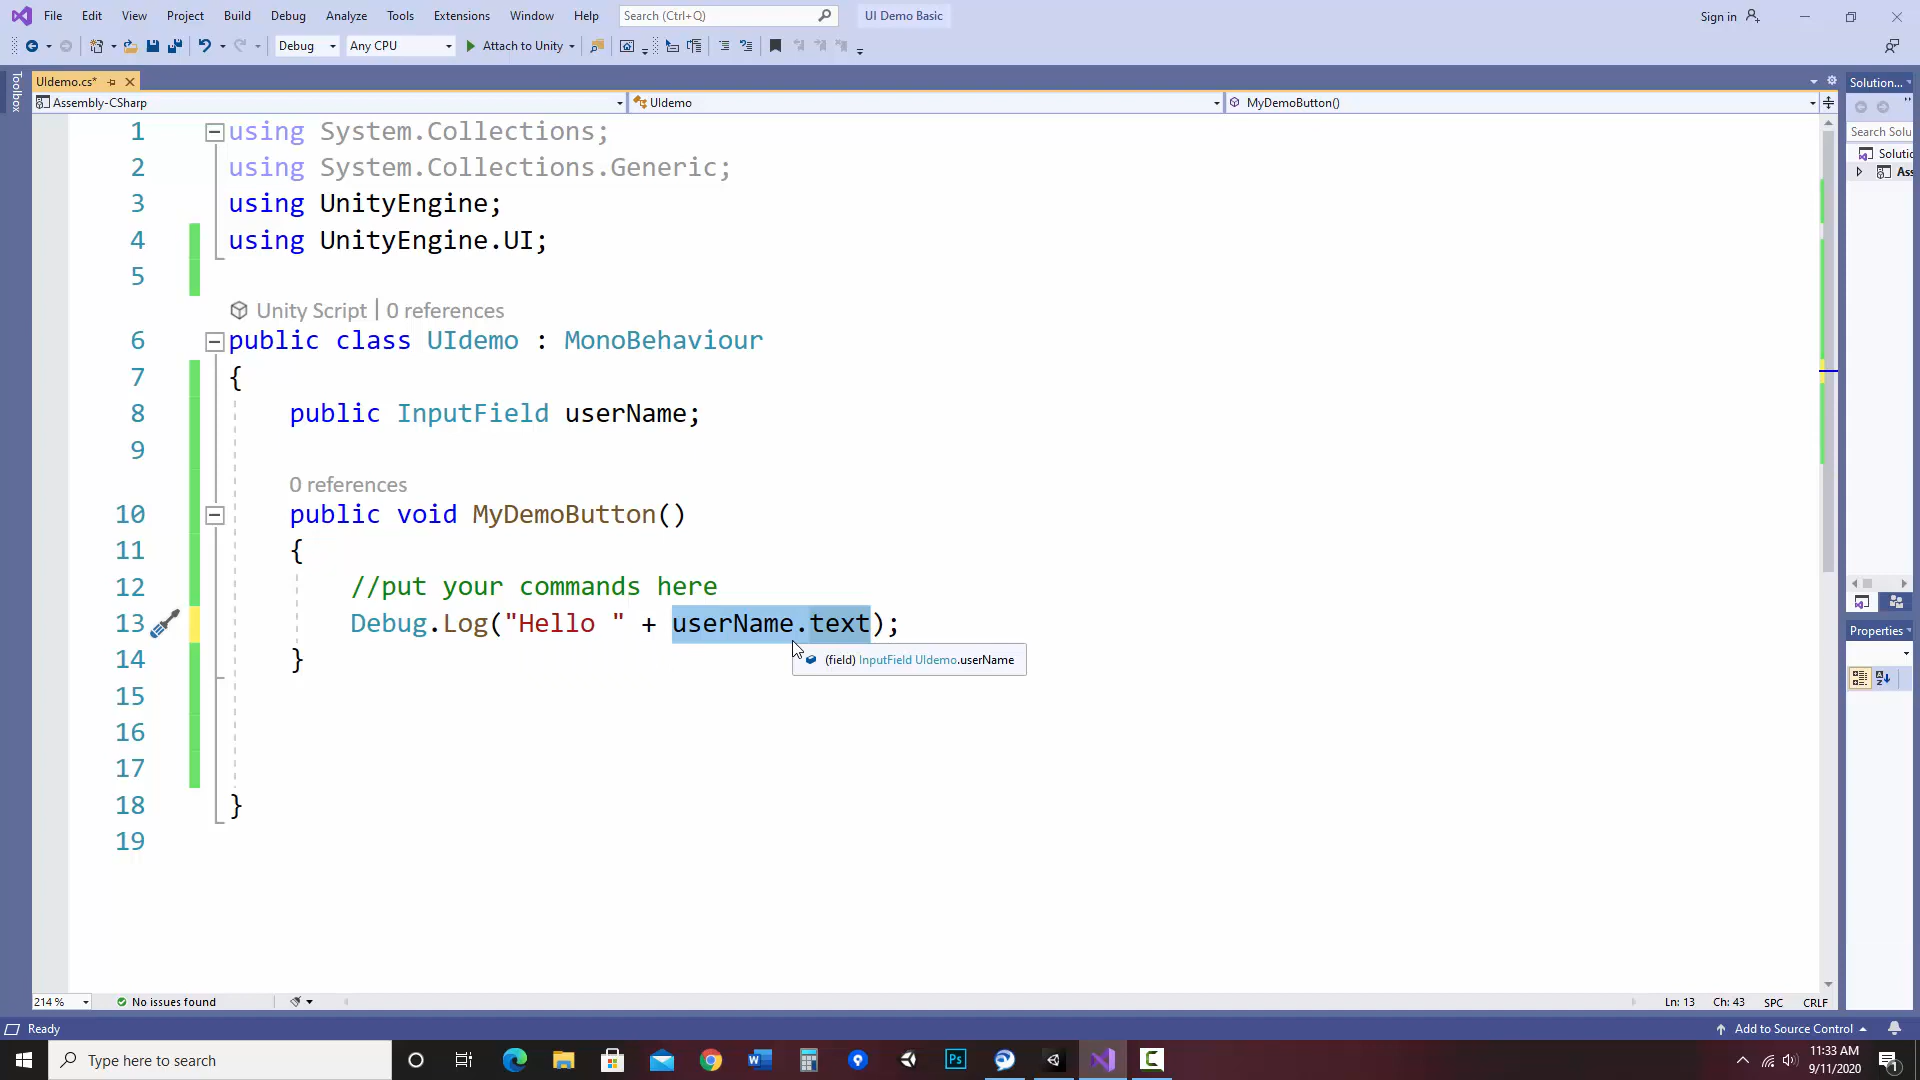 File Edit View Project Build Debug Analyze Tools Extensions Window Help Search (Ctrl+Q) UI Demo Basic Sign in
Debug Any CPU Attach to Unity
Toolbox
UIdemo.cs*
Solution...
Assembly-CSharp UIdemo MyDemoButton()
Search Solu
Solutic
Ass
1 using System.Collections;
2 using System.Collections.Generic;
3 using UnityEngine;
4 using UnityEngine.UI;
5
Unity Script | 0 references
6 public class UIdemo : MonoBehaviour
7 {
8 public InputField userName;
9
0 references
10 public void MyDemoButton()
11 {
12 //put your commands here
13 Debug.Log("Hello " + userName.text);
(field) InputField UIdemo.userName
14 }
15
16
17
18 }
19
Properties
214 % No issues found Ln: 13 Ch: 43 SPC CRLF
Ready Add to Source Control
Type here to search
Ps
11:33 AM
9/11/2020
1